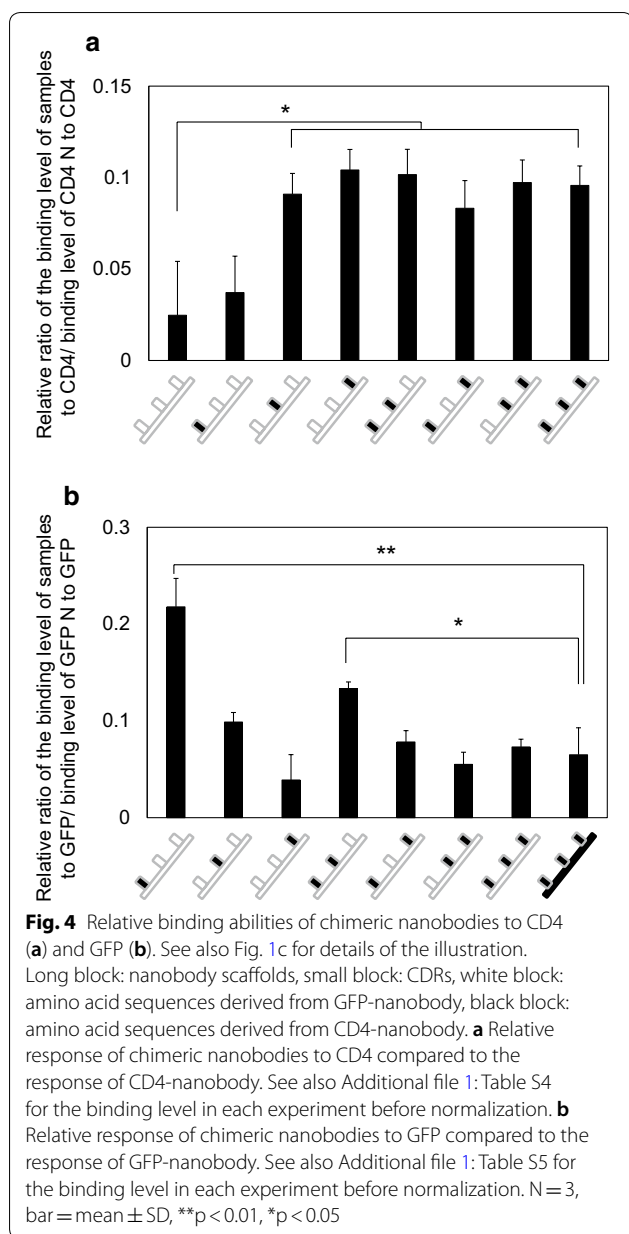 a
Relative ratio of the binding level of samples
to CD4/ binding level of CD4 N to CD4
0.15
0.1
0.05
0
*
b
Relative ratio of the binding level of samples
to GFP/ binding level of GFP N to GFP
0.3
0.2
0.1
0
**
*
Fig. 4 Relative binding abilities of chimeric nanobodies to CD4
(a) and GFP (b). See also Fig. 1c for details of the illustration.
Long block: nanobody scaffolds, small block: CDRs, white block:
amino acid sequences derived from GFP-nanobody, black block:
amino acid sequences derived from CD4-nanobody. a Relative
response of chimeric nanobodies to CD4 compared to the
response of CD4-nanobody. See also Additional file 1: Table S4
for the binding level in each experiment before normalization. b
Relative response of chimeric nanobodies to GFP compared to the
response of GFP-nanobody. See also Additional file 1: Table S5 for
the binding level in each experiment before normalization. N = 3,
bar = mean ± SD, **p < 0.01, *p < 0.05